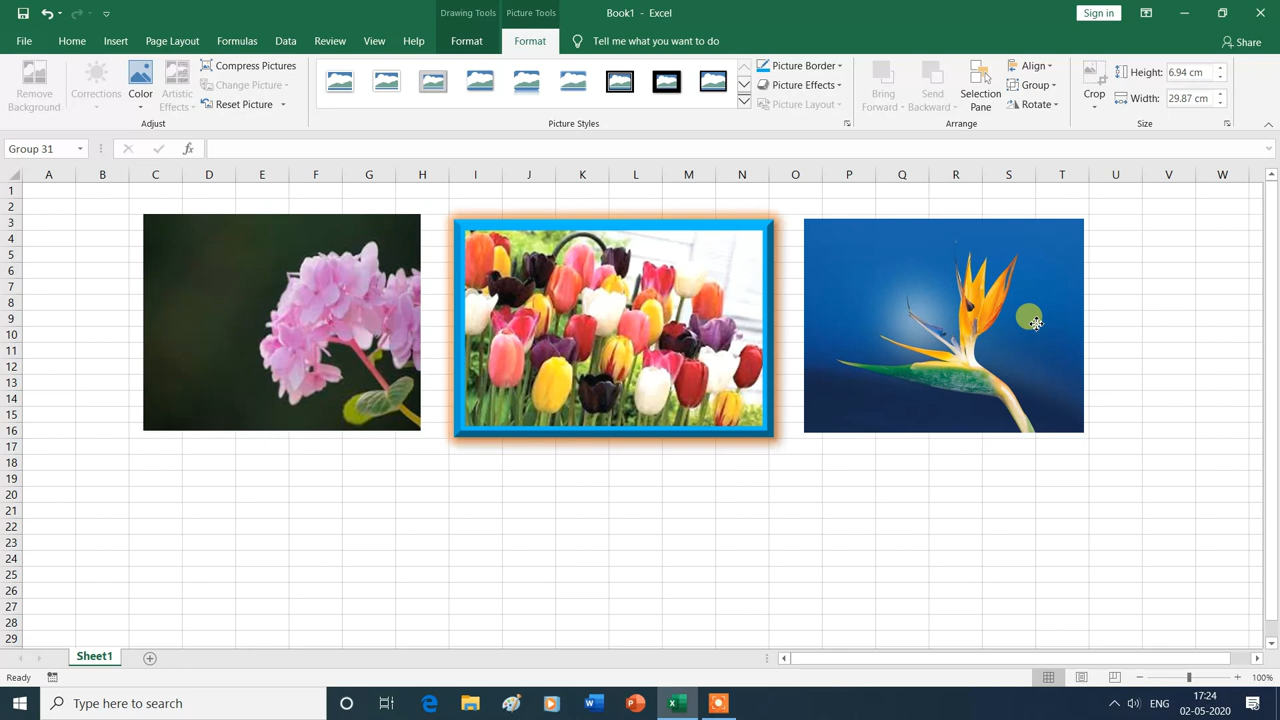 Drawing Tools Picture Tools Book1 - Excel Sign in
File Home Insert Page Layout Formulas Data Review View Help Format Format Tell me what you want to do Share
Remove Background
Corrections
Color
Artistic Effects
Compress Pictures
Change Picture
Reset Picture
Adjust
Picture Styles
Picture Border
Picture Effects
Picture Layout
Bring Forward
Send Backward
Selection Pane
Align
Group
Rotate
Arrange
Crop
Height: 6.94 cm
Width: 29.87 cm
Size
Group 31 fx
A B C D E F G H I J K L M N O P Q R S T U V W
1
2
3
4
5
6
7
8
9
10
11
12
13
14
15
16
17
18
19
20
21
22
23
24
25
26
27
28
29
Sheet1
Ready 100%
Type here to search ENG 17:24
02-05-2020